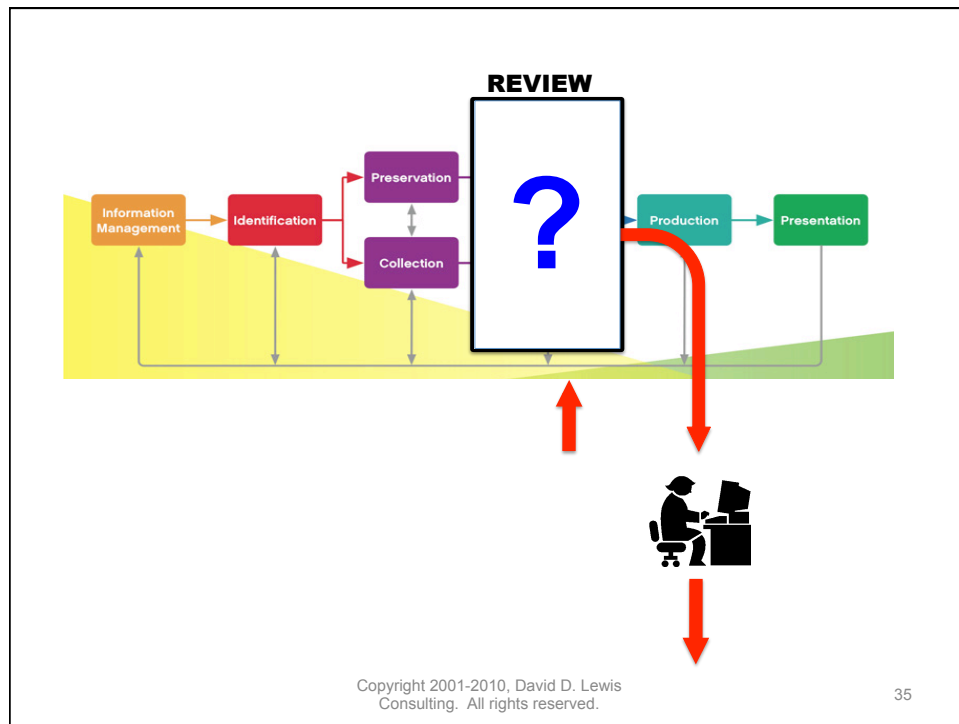 REVIEW
Information
Management
Identification
Preservation
Collection
?
Production
Presentation
Copyright 2001-2010, David D. Lewis
Consulting. All rights reserved.
35